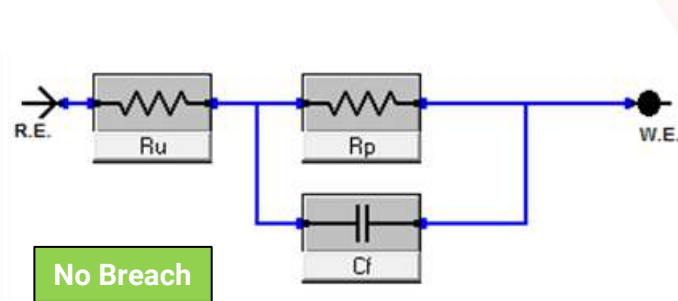 R.E.
Ru
Rp
W.E.
Cf
No Breach